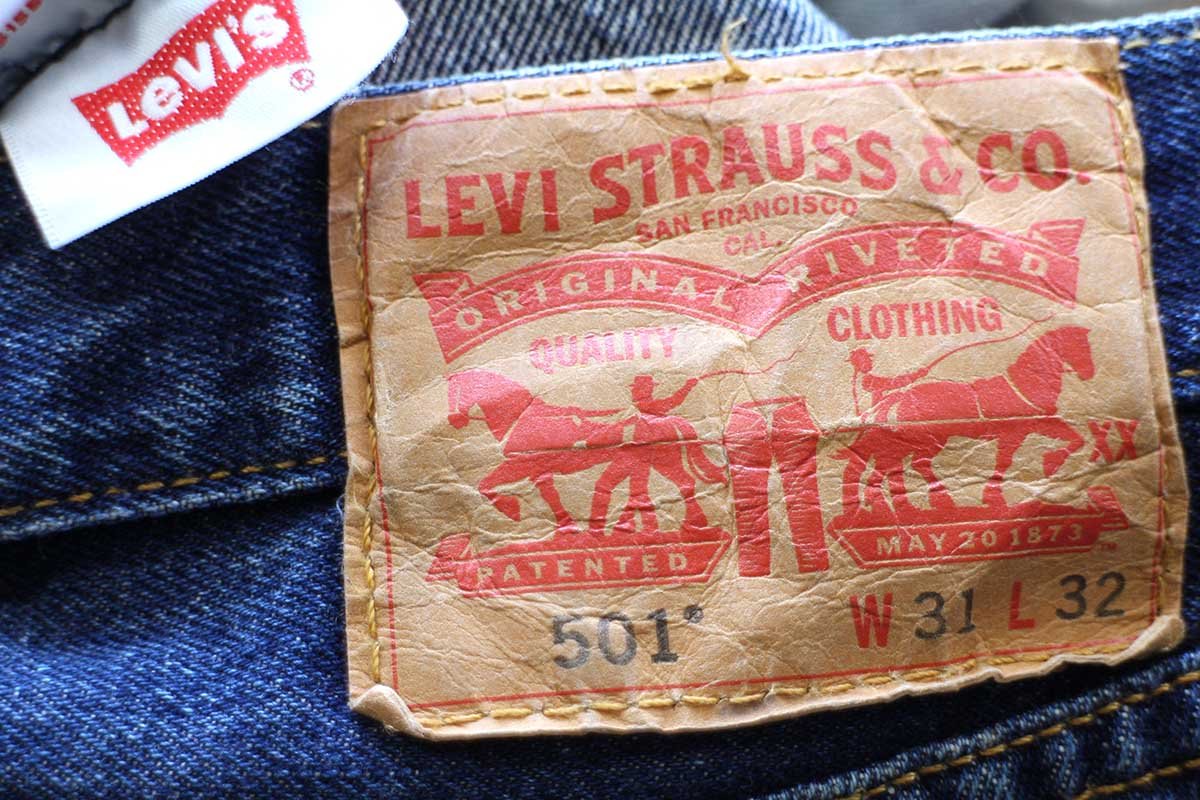 LEVI'S
®
LEVI STRAUSS & CO.
SAN FRANCISCO
CAL.
ORIGINAL RIVETED
QUALITY CLOTHING
XX
PATENTED
MAY 20 1873
™
501®
W 31 L 32